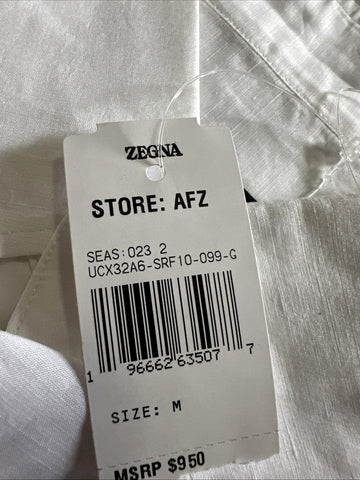 ZEGNA
STORE: AFZ
SEAS:023 2
UCX32A6-SRF10-099-G
1 96662 63507 7
SIZE: M
MSRP $950